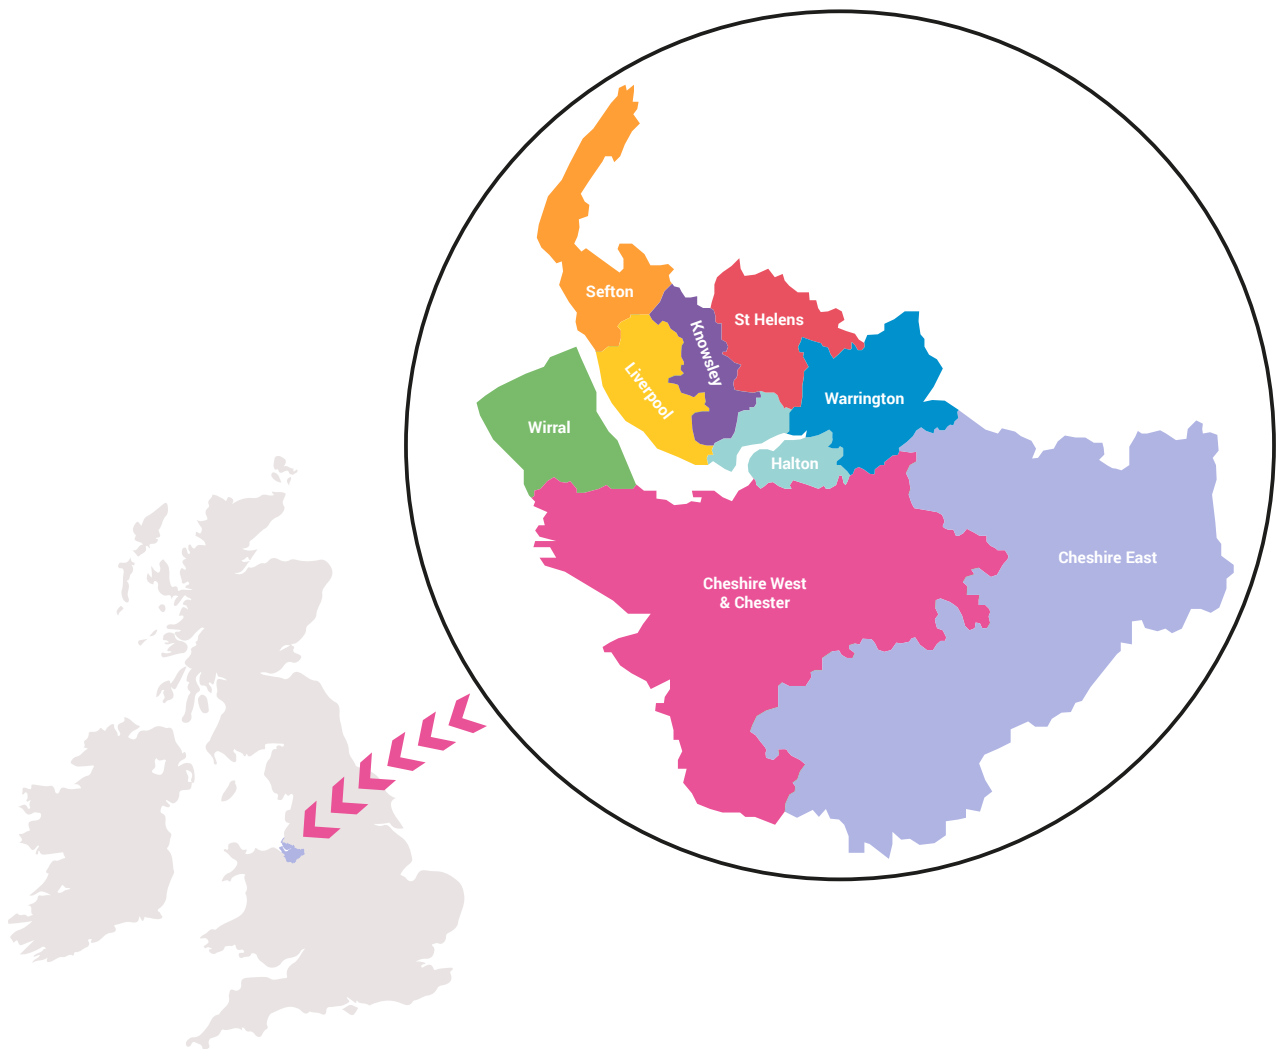 Sefton
St Helens
Knowsley
Liverpool
Warrington
Wirral
Halton
Cheshire East
Cheshire West
& Chester